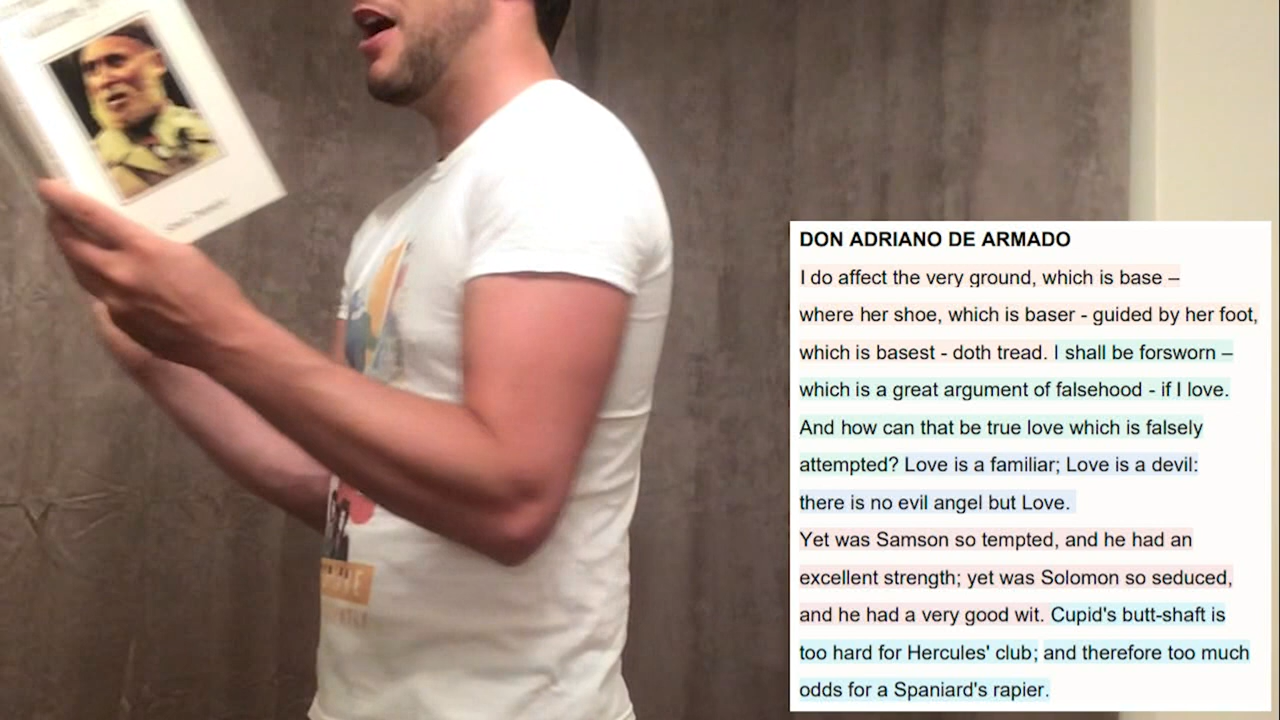 DON ADRIANO DE ARMADO
I do affect the very ground, which is base –
where her shoe, which is baser - guided by her foot,
which is basest - doth tread. I shall be forsworn –
which is a great argument of falsehood - if I love.
And how can that be true love which is falsely
attempted? Love is a familiar; Love is a devil:
there is no evil angel but Love.
Yet was Samson so tempted, and he had an
excellent strength; yet was Solomon so seduced,
and he had a very good wit. Cupid's butt-shaft is
too hard for Hercules' club; and therefore too much
odds for a Spaniard's rapier.